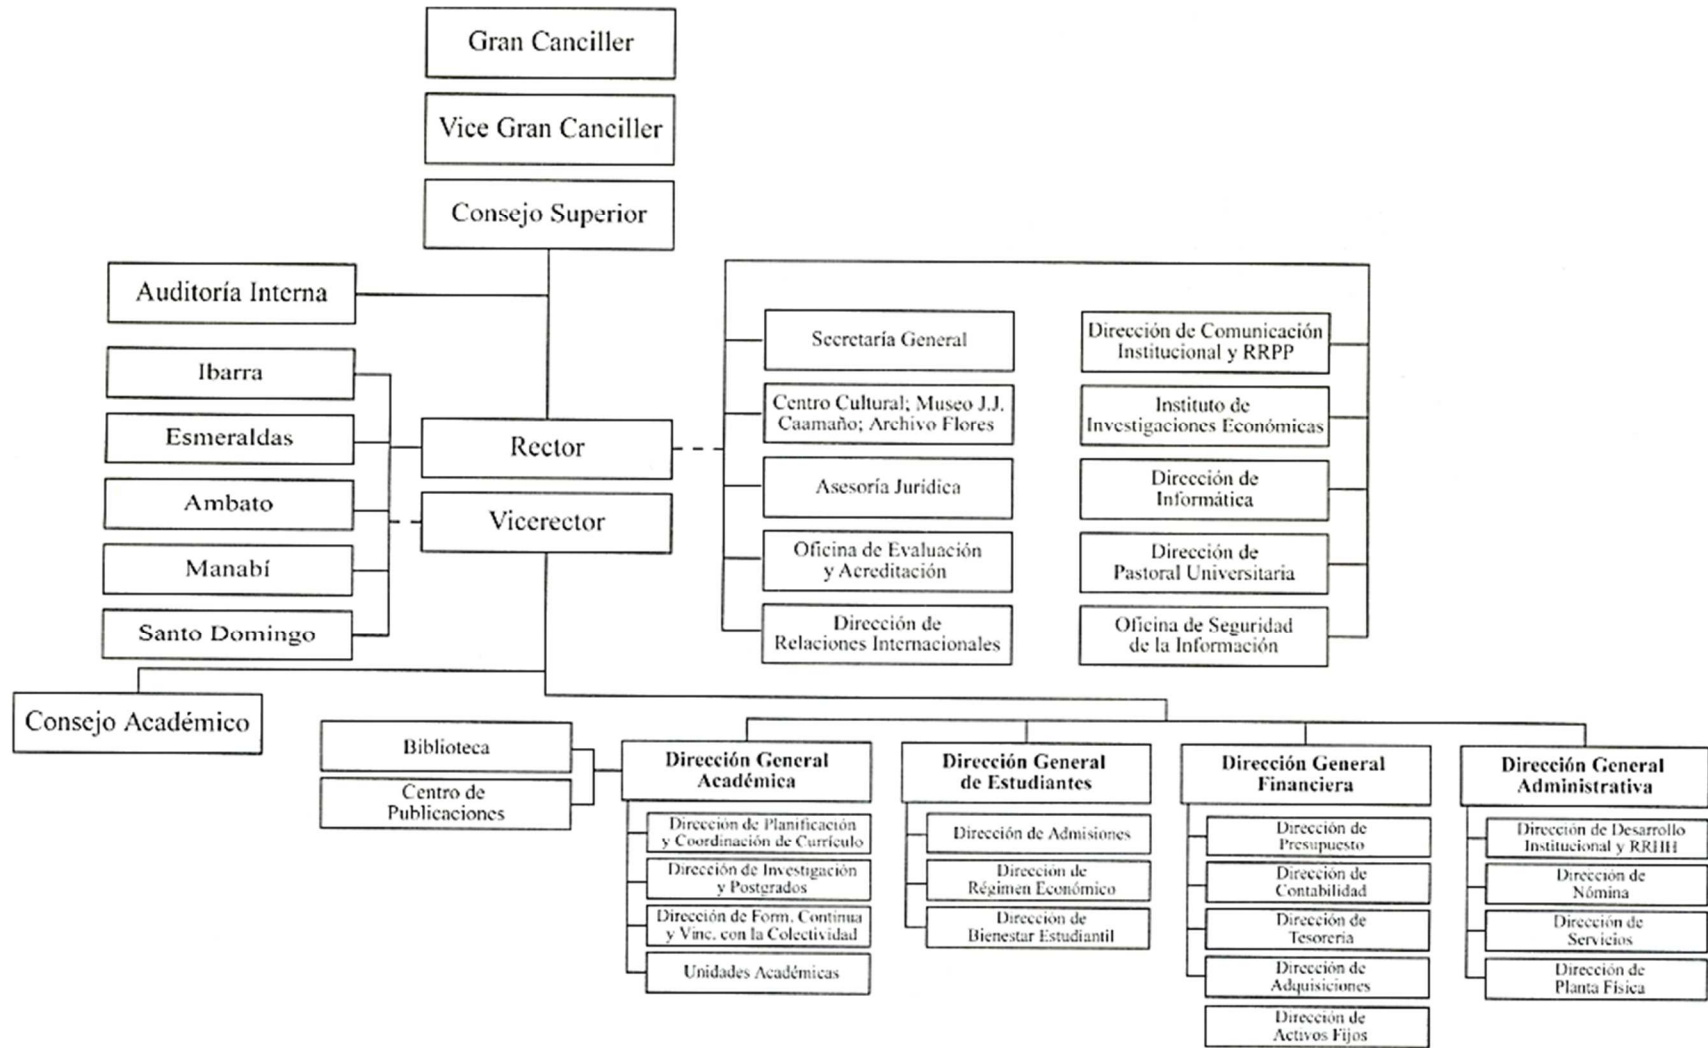 Gran Canciller
Vice Gran Canciller
Consejo Superior
Auditoría Interna
Ibarra
Esmeraldas
Ambato
Manabí
Santo Domingo
Rector
Vicerector
Secretaría General
Centro Cultural; Museo J.J.
Caamaño; Archivo Flores
Asesoría Jurídica
Oficina de Evaluación
y Acreditación
Dirección de
Relaciones Internacionales
Dirección de Comunicación
Institucional y RRPP
Instituto de
Investigaciones Económicas
Dirección de
Informática
Dirección de
Pastoral Universitaria
Oficina de Seguridad
de la Información
Consejo Académico
Biblioteca
Centro de
Publicaciones
Dirección General
Académica
Dirección de Planificación
y Coordinación de Currículo
Dirección de Investigación
y Postgrados
Dirección de Form. Continua
y Vinc. con la Colectividad
Unidades Académicas
Dirección General
de Estudiantes
Dirección de Admisiones
Dirección de
Régimen Económico
Dirección de
Bienestar Estudiantil
Dirección General
Financiera
Dirección de
Presupuesto
Dirección de
Contabilidad
Dirección de
Tesorería
Dirección de
Adquisiciones
Dirección de
Activos Fijos
Dirección General
Administrativa
Dirección de Desarrollo
Institucional y RRHH
Dirección de
Nómina
Dirección de
Servicios
Dirección de
Planta Física